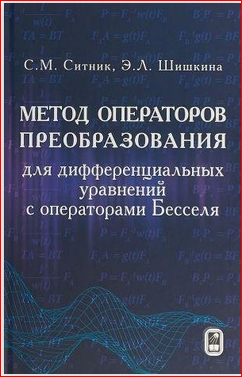 С.М. Ситник, Э.Л. Шишкина
МЕТОД ОПЕРАТОРОВ
ПРЕОБРАЗОВАНИЯ
для дифференциальных
уравнений
с операторами Бесселя